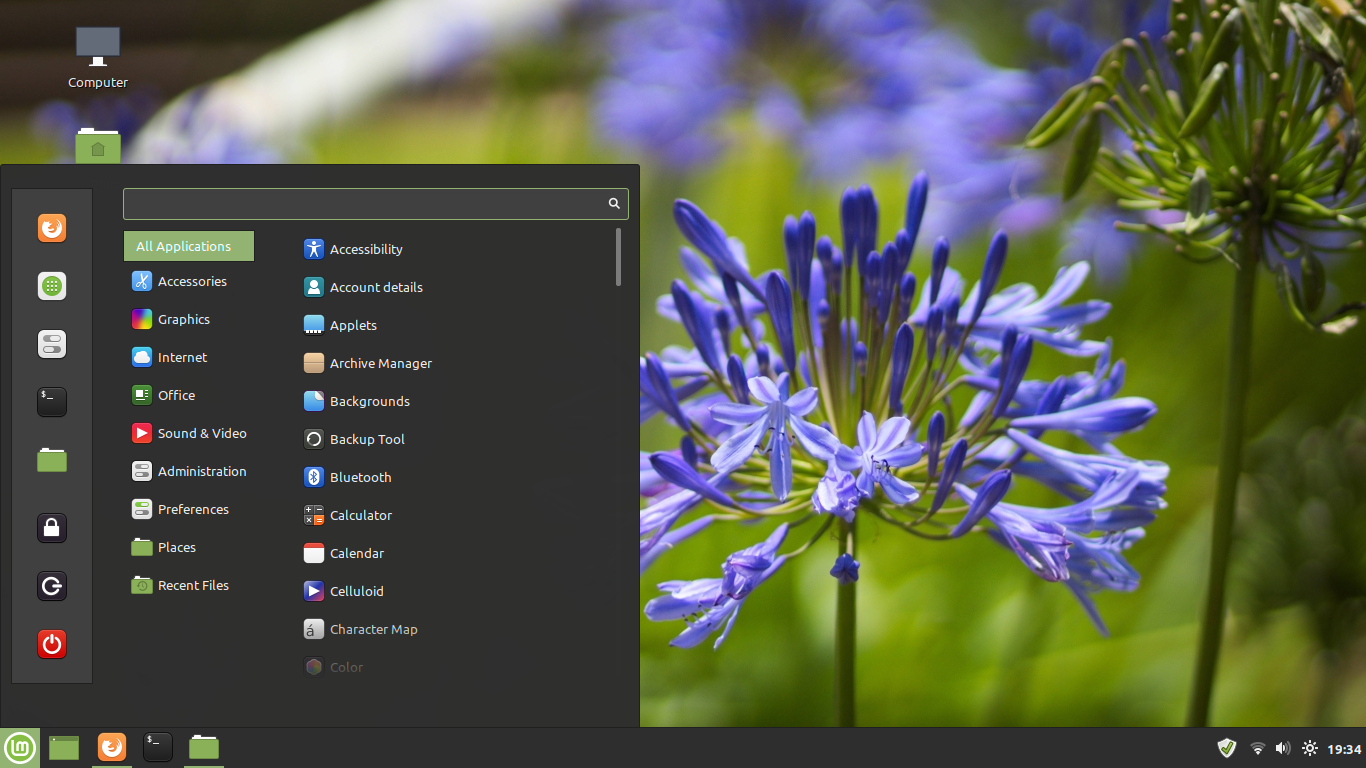 Computer
All Applications
Accessories
Graphics
Internet
Office
Sound & Video
Administration
Preferences
Places
Recent Files
Accessibility
Account details
Applets
Archive Manager
Backgrounds
Backup Tool
Bluetooth
Calculator
Calendar
Celluloid
Character Map
Color
19:34